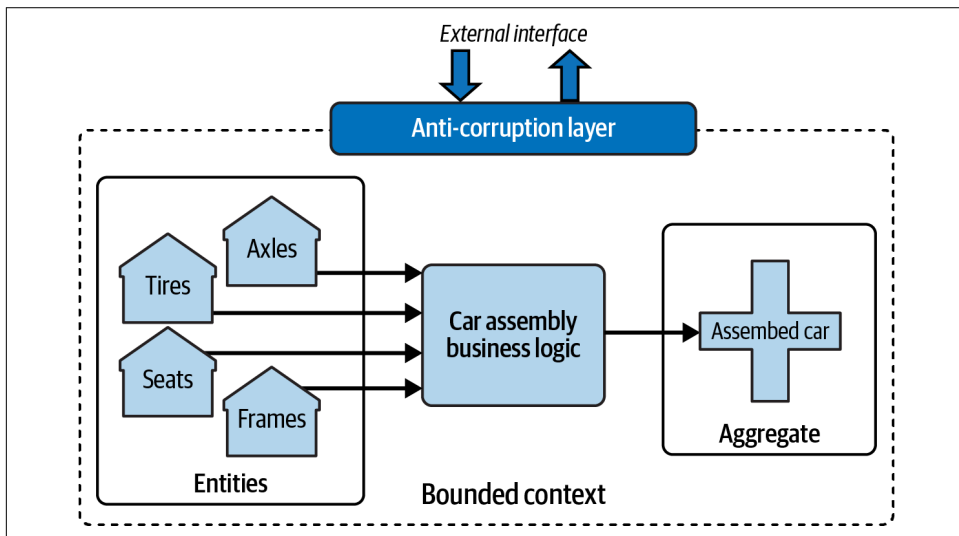 External interface
Anti-corruption layer
Axles
Tires
Seats
Frames
Entities
Car assembly
business logic
Assembed car
Aggregate
Bounded context